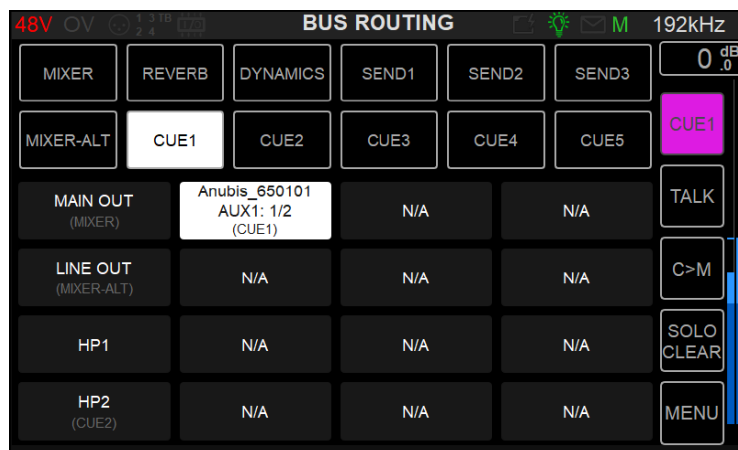 48V OV 1 3 TB 2 4 BUS ROUTING M 192kHz
0 .0 dB
MIXER REVERB DYNAMICS SEND1 SEND2 SEND3
MIXER-ALT CUE1 CUE2 CUE3 CUE4 CUE5 CUE1
MAIN OUT
(MIXER)
Anubis_650101
AUX1: 1/2
(CUE1)
N/A N/A TALK
LINE OUT
(MIXER-ALT)
N/A N/A N/A C>M
HP1 N/A N/A N/A SOLO
CLEAR
HP2
(CUE2)
N/A N/A N/A MENU